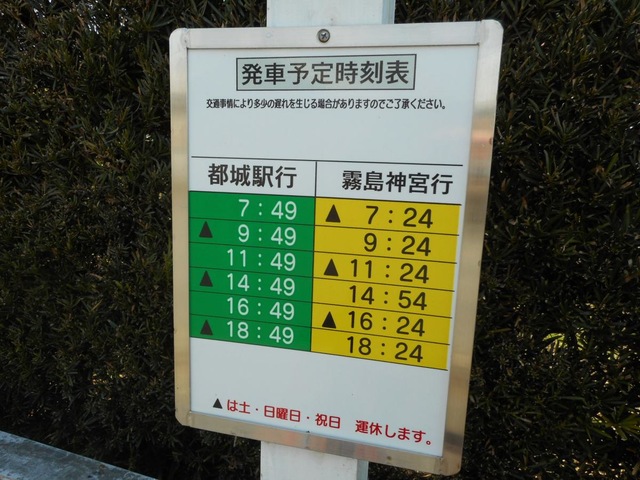 発車予定時刻表
交通事情により多少の遅れを生じる場合がありますのでご了承ください。
都城駅行 霧島神宮行
7:49 ▲ 7:24
▲ 9:49 9:24
11:49 ▲ 11:24
▲ 14:49 14:54
16:49 ▲ 16:24
▲ 18:49 18:24
▲は土・日曜日・祝日 運休します。